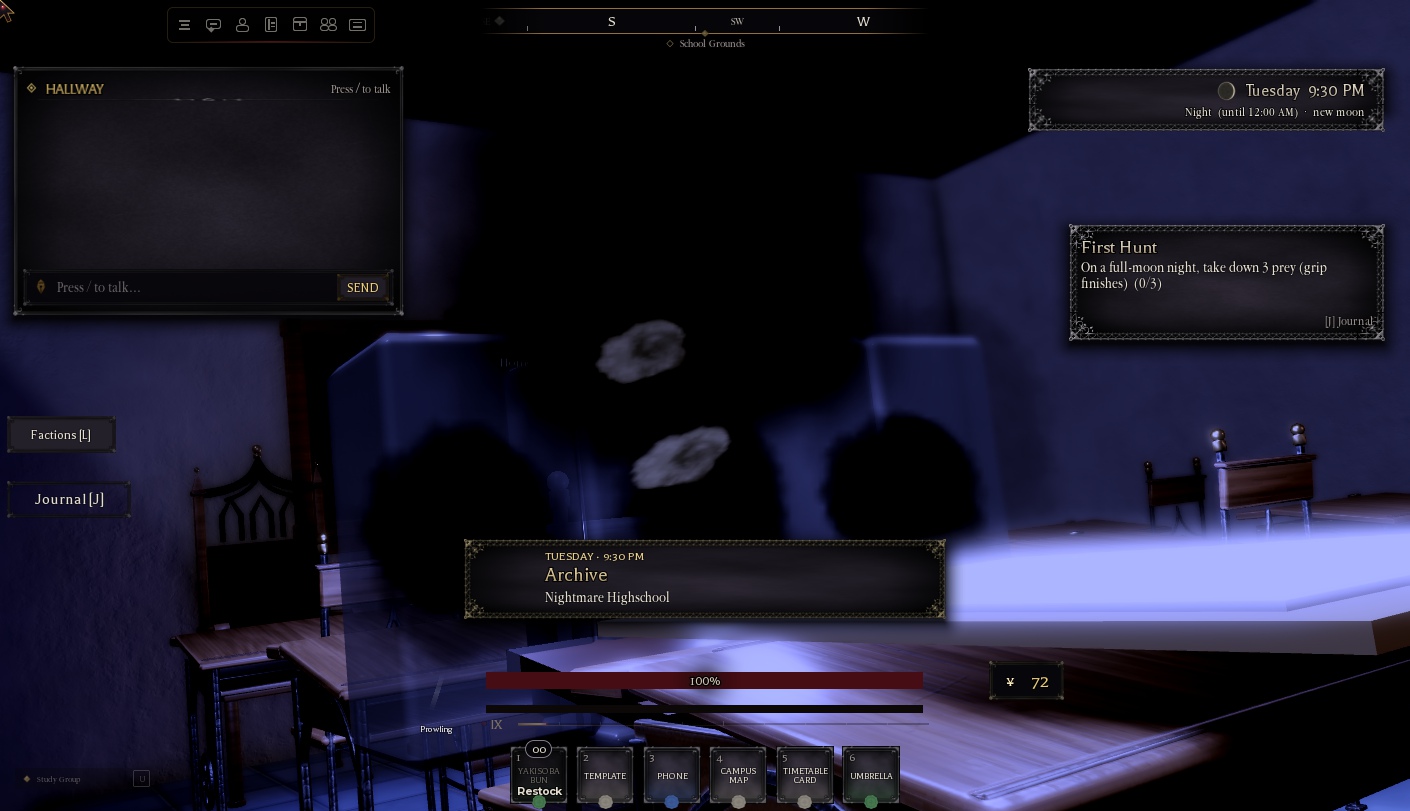 S
SW
W
School Grounds
HALLWAY
Press / to talk
Press / to talk...
SEND
Tuesday 9:30 PM
Night (until 12:00 AM) · new moon
First Hunt
On a full-moon night, take down 3 prey (grip
finishes) (0/3)
[J] Journal
Factions [L]
Journal [J]
TUESDAY · 9:30 PM
Archive
Nightmare Highschool
100%
¥ 72
Prowling
IX
Study Group
U
00
1
YAKISOBA
BUN
Restock
2
TEMPLATE
3
PHONE
4
CAMPUS
MAP
5
TIMETABLE
CARD
6
UMBRELLA